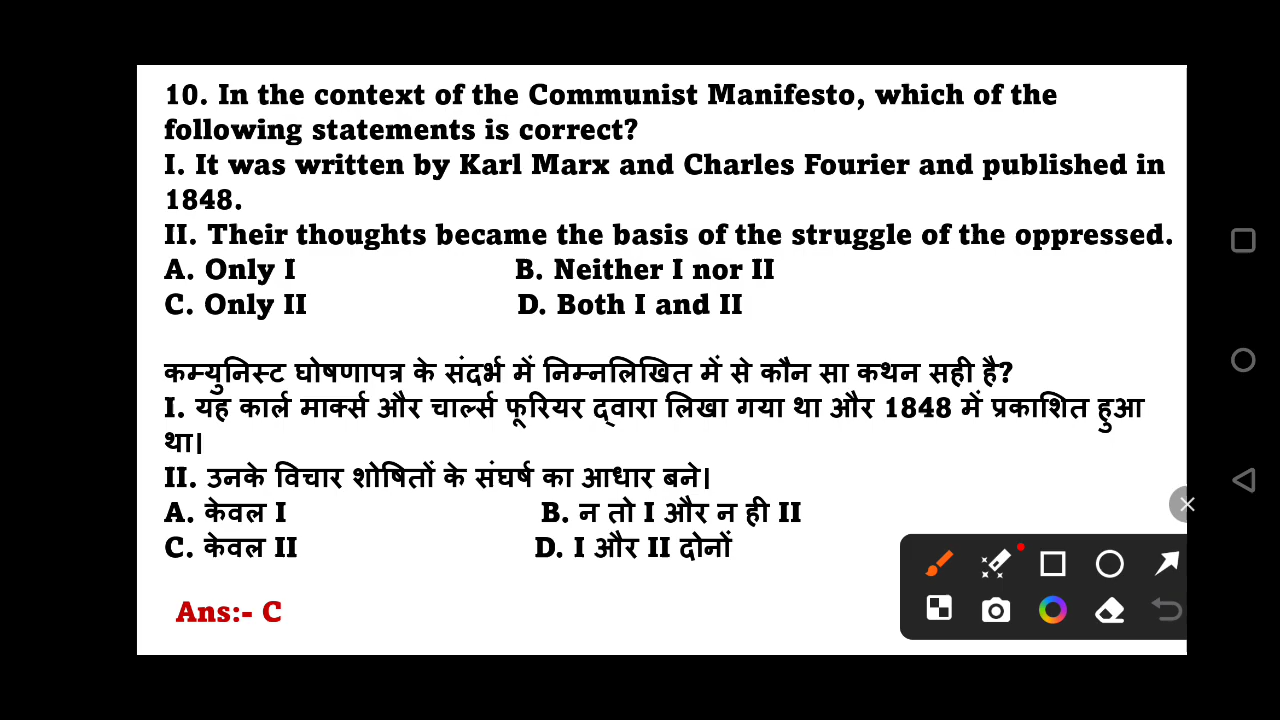 10. In the context of the Communist Manifesto, which of the
following statements is correct?
I. It was written by Karl Marx and Charles Fourier and published in
1848.
II. Their thoughts became the basis of the struggle of the oppressed.
A. Only I B. Neither I nor II
C. Only II D. Both I and II
कम्युनिस्ट घोषणापत्र के संदर्भ में निम्नलिखित में से कौन सा कथन सही है?
I. यह कार्ल मार्क्स और चार्ल्स फूरियर द्वारा लिखा गया था और 1848 में प्रकाशित हुआ
था।
II. उनके विचार शोषितों के संघर्ष का आधार बने।
A. केवल I B. न तो I और न ही II
C. केवल II D. I और II दोनों
Ans:- C